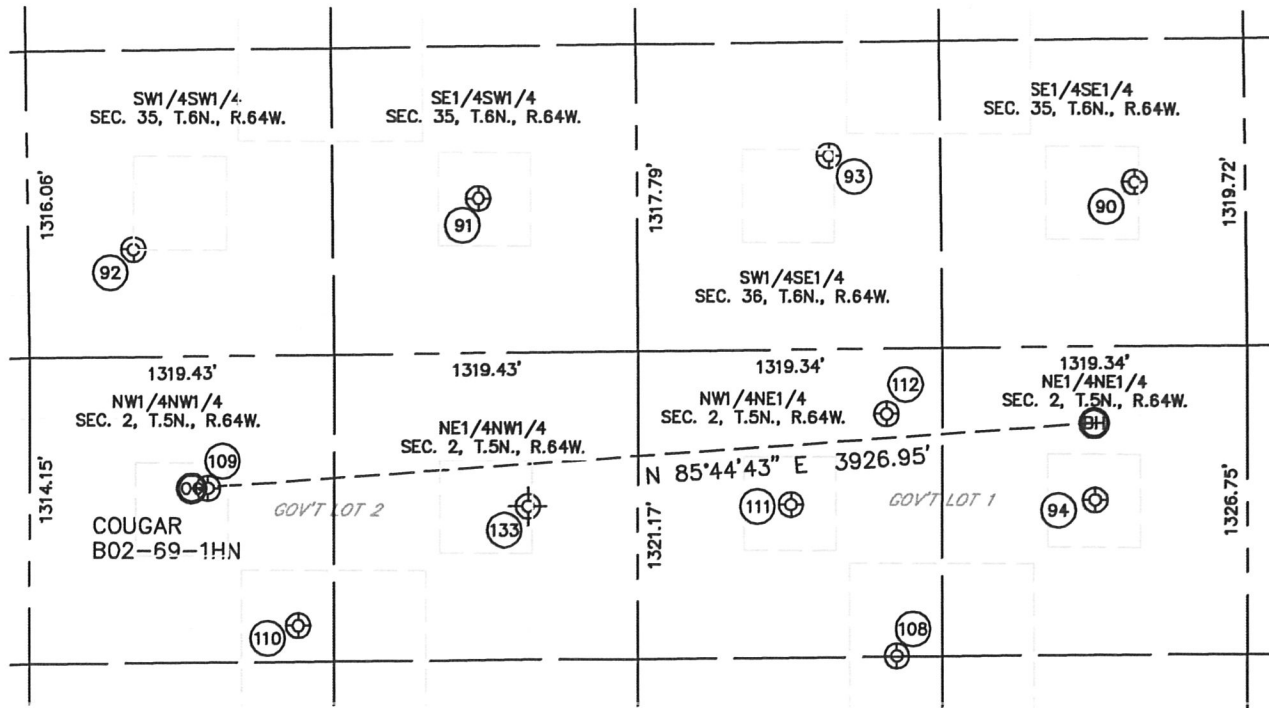 SW1/4SW1/4
SEC. 35, T.6N., R.64W.
SE1/4SW1/4
SEC. 35, T.6N., R.64W.
SE1/4SE1/4
SEC. 35, T.6N., R.64W.
1316.06'
1317.79'
1319.72'
93
90
91
92
SW1/4SE1/4
SEC. 36, T.6N., R.64W.
1319.43'
1319.43'
1319.34'
1319.34'
NW1/4NW1/4
SEC. 2, T.5N., R.64W.
NE1/4NW1/4
SEC. 2, T.5N., R.64W.
NW1/4NE1/4
SEC. 2, T.5N., R.64W.
112
NE1/4NE1/4
SEC. 2, T.5N., R.64W.
BH
109
N 85°44'43" E 3926.95'
1314.15'
1321.17'
1326.75'
COUGAR
B02-69-1HN
GOV'T LOT 2
133
111
GOV'T LOT 1
94
110
108